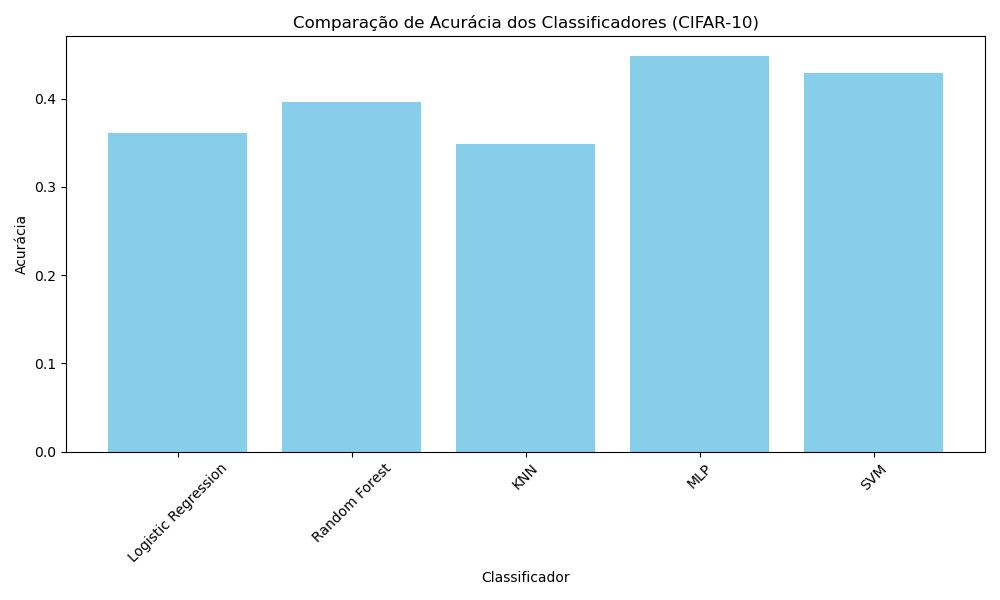 Comparação de Acurácia dos Classificadores (CIFAR-10)
Acurácia
0.4
0.3
0.2
0.1
0.0
Logistic Regression
Random Forest
KNN
MLP
SVM
Classificador